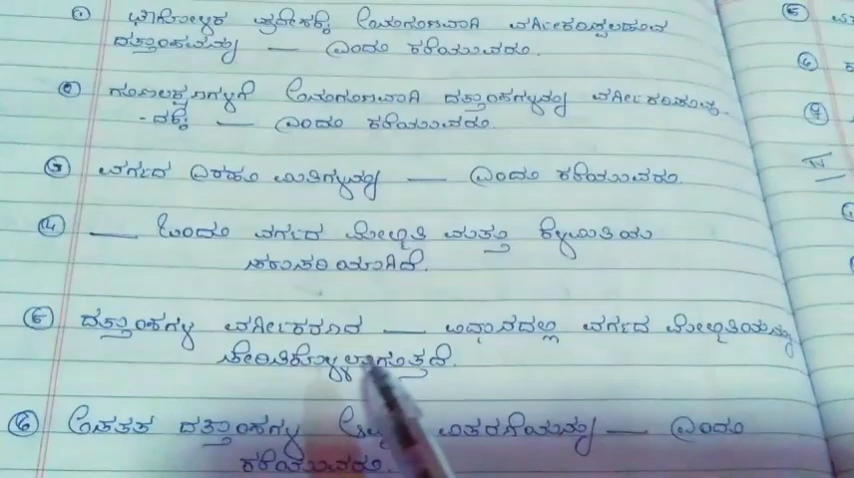 ① ಭೌಗೋಳಿಕ ಪ್ರದೇಶಕ್ಕೆ ಅನುಗುಣವಾಗಿ ವರ್ಗೀಕರಿಸಲ್ಪಡುವ
ದತ್ತಾಂಶವನ್ನು — ಎಂದು ಕರೆಯುವರು.
② ಗುಣಲಕ್ಷಣಗಳಿಗೆ ಅನುಗುಣವಾಗಿ ದತ್ತಾಂಶಗಳನ್ನು ವರ್ಗೀಕರಿಸುವು
-ದಕ್ಕೆ — ಎಂದು ಕರೆಯುವರು.
③ ವರ್ಗದ ಎರಡು ಮಿತಿಗಳನ್ನು — ಎಂದು ಕರೆಯುವರು.
④ — ಒಂದು ವರ್ಗದ ಮೇಲ್ಮಿತಿ ಮತ್ತು ಕೆಳಮಿತಿಯ
ಸರಾಸರಿಯಾಗಿದೆ.
⑤ ದತ್ತಾಂಶಗಳ ವರ್ಗೀಕರಣದ — ವಿಧಾನದಲ್ಲಿ ವರ್ಗದ ಮೇಲ್ಮಿತಿಯನ್ನು
ಸೇರಿಸಿಕೊಳ್ಳಲಾಗುತ್ತದೆ.
⑥ ದತ್ತಾಂಶಗಳ — ಎಂದು
ಕರೆಯುವರು.